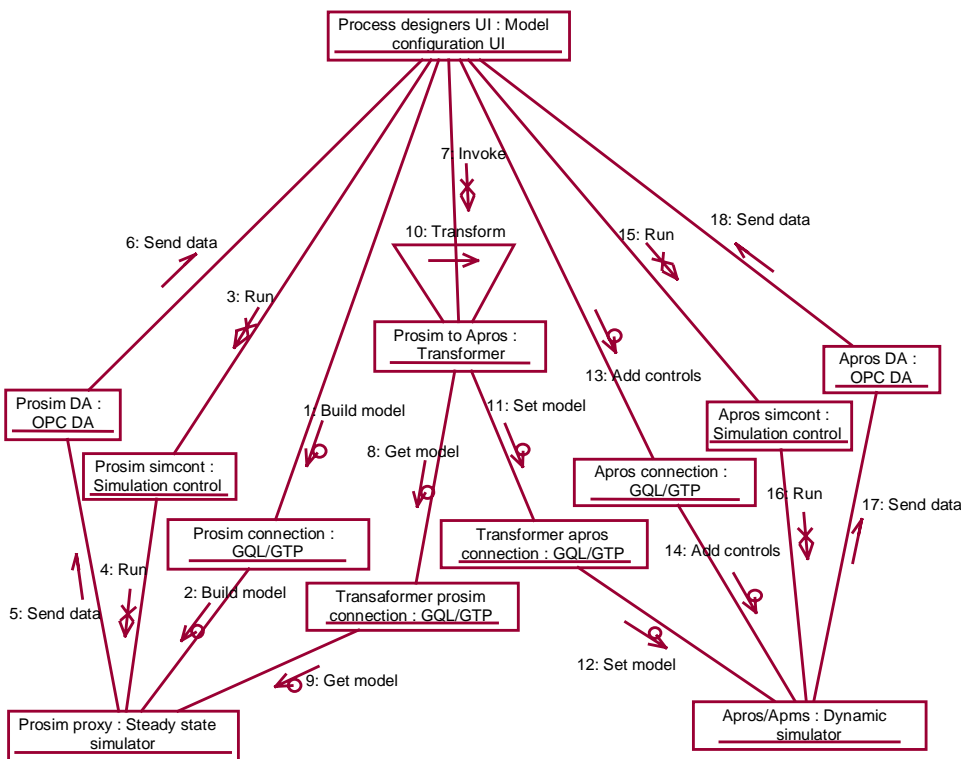 Process designers UI : Model
configuration UI
7: Invoke
10: Transform
6: Send data
15: Run
18: Send data
3: Run
Prosim to Apros :
Transformer
Apros DA :
OPC DA
13: Add controls
Prosim DA :
OPC DA
1: Build model
11: Set model
Apros simcont :
Simulation control
8: Get model
Prosim simcont :
Simulation control
Apros connection :
GQL/GTP
16: Run
17: Send data
Prosim connection :
GQL/GTP
Transformer apros
connection : GQL/GTP
14: Add controls
4: Run
2: Build model
5: Send data
Transaformer prosim
connection : GQL/GTP
12: Set model
9: Get model
Prosim proxy : Steady state
simulator
Apros/Apms : Dynamic
simulator